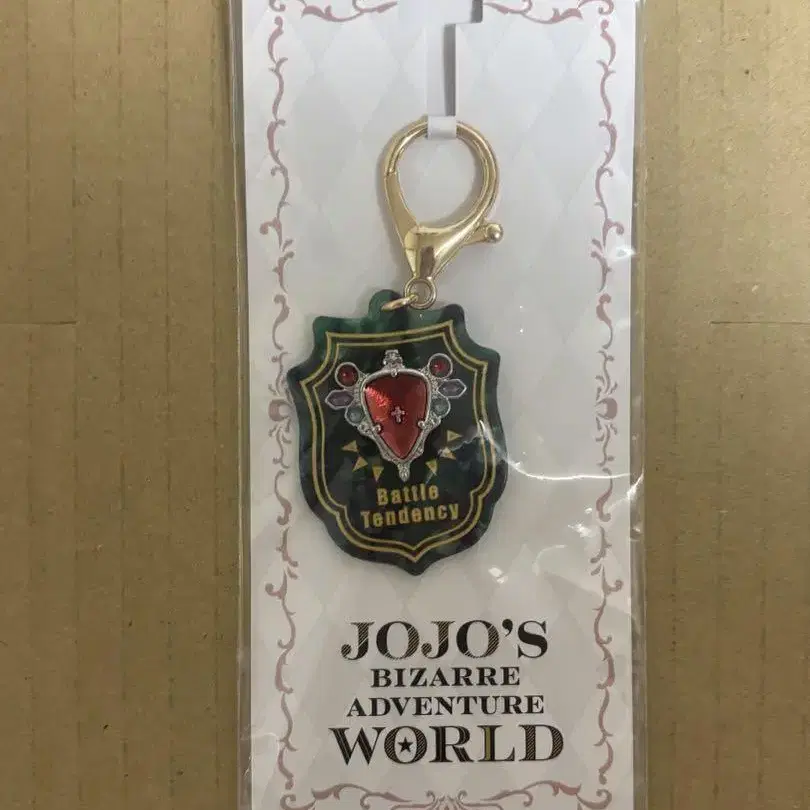 Battle
Tendency
JOJO'S
BIZARRE
ADVENTURE
WORLD